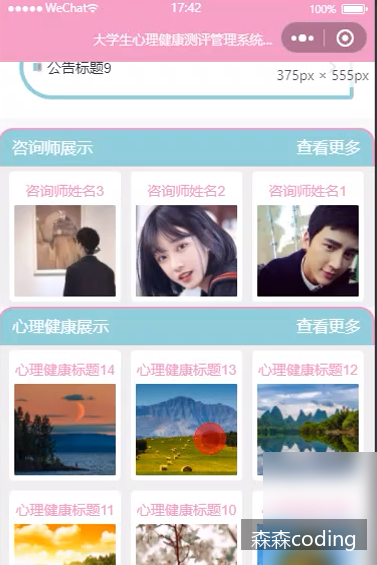 WeChat
17:42
100%
大学生心理健康测评管理系统...
公告标题9
375px × 555px
咨询师展示 查看更多
咨询师姓名3 咨询师姓名2 咨询师姓名1
心理健康展示 查看更多
心理健康标题14 心理健康标题13 心理健康标题12
心理健康标题11 心理健康标题10
森森coding